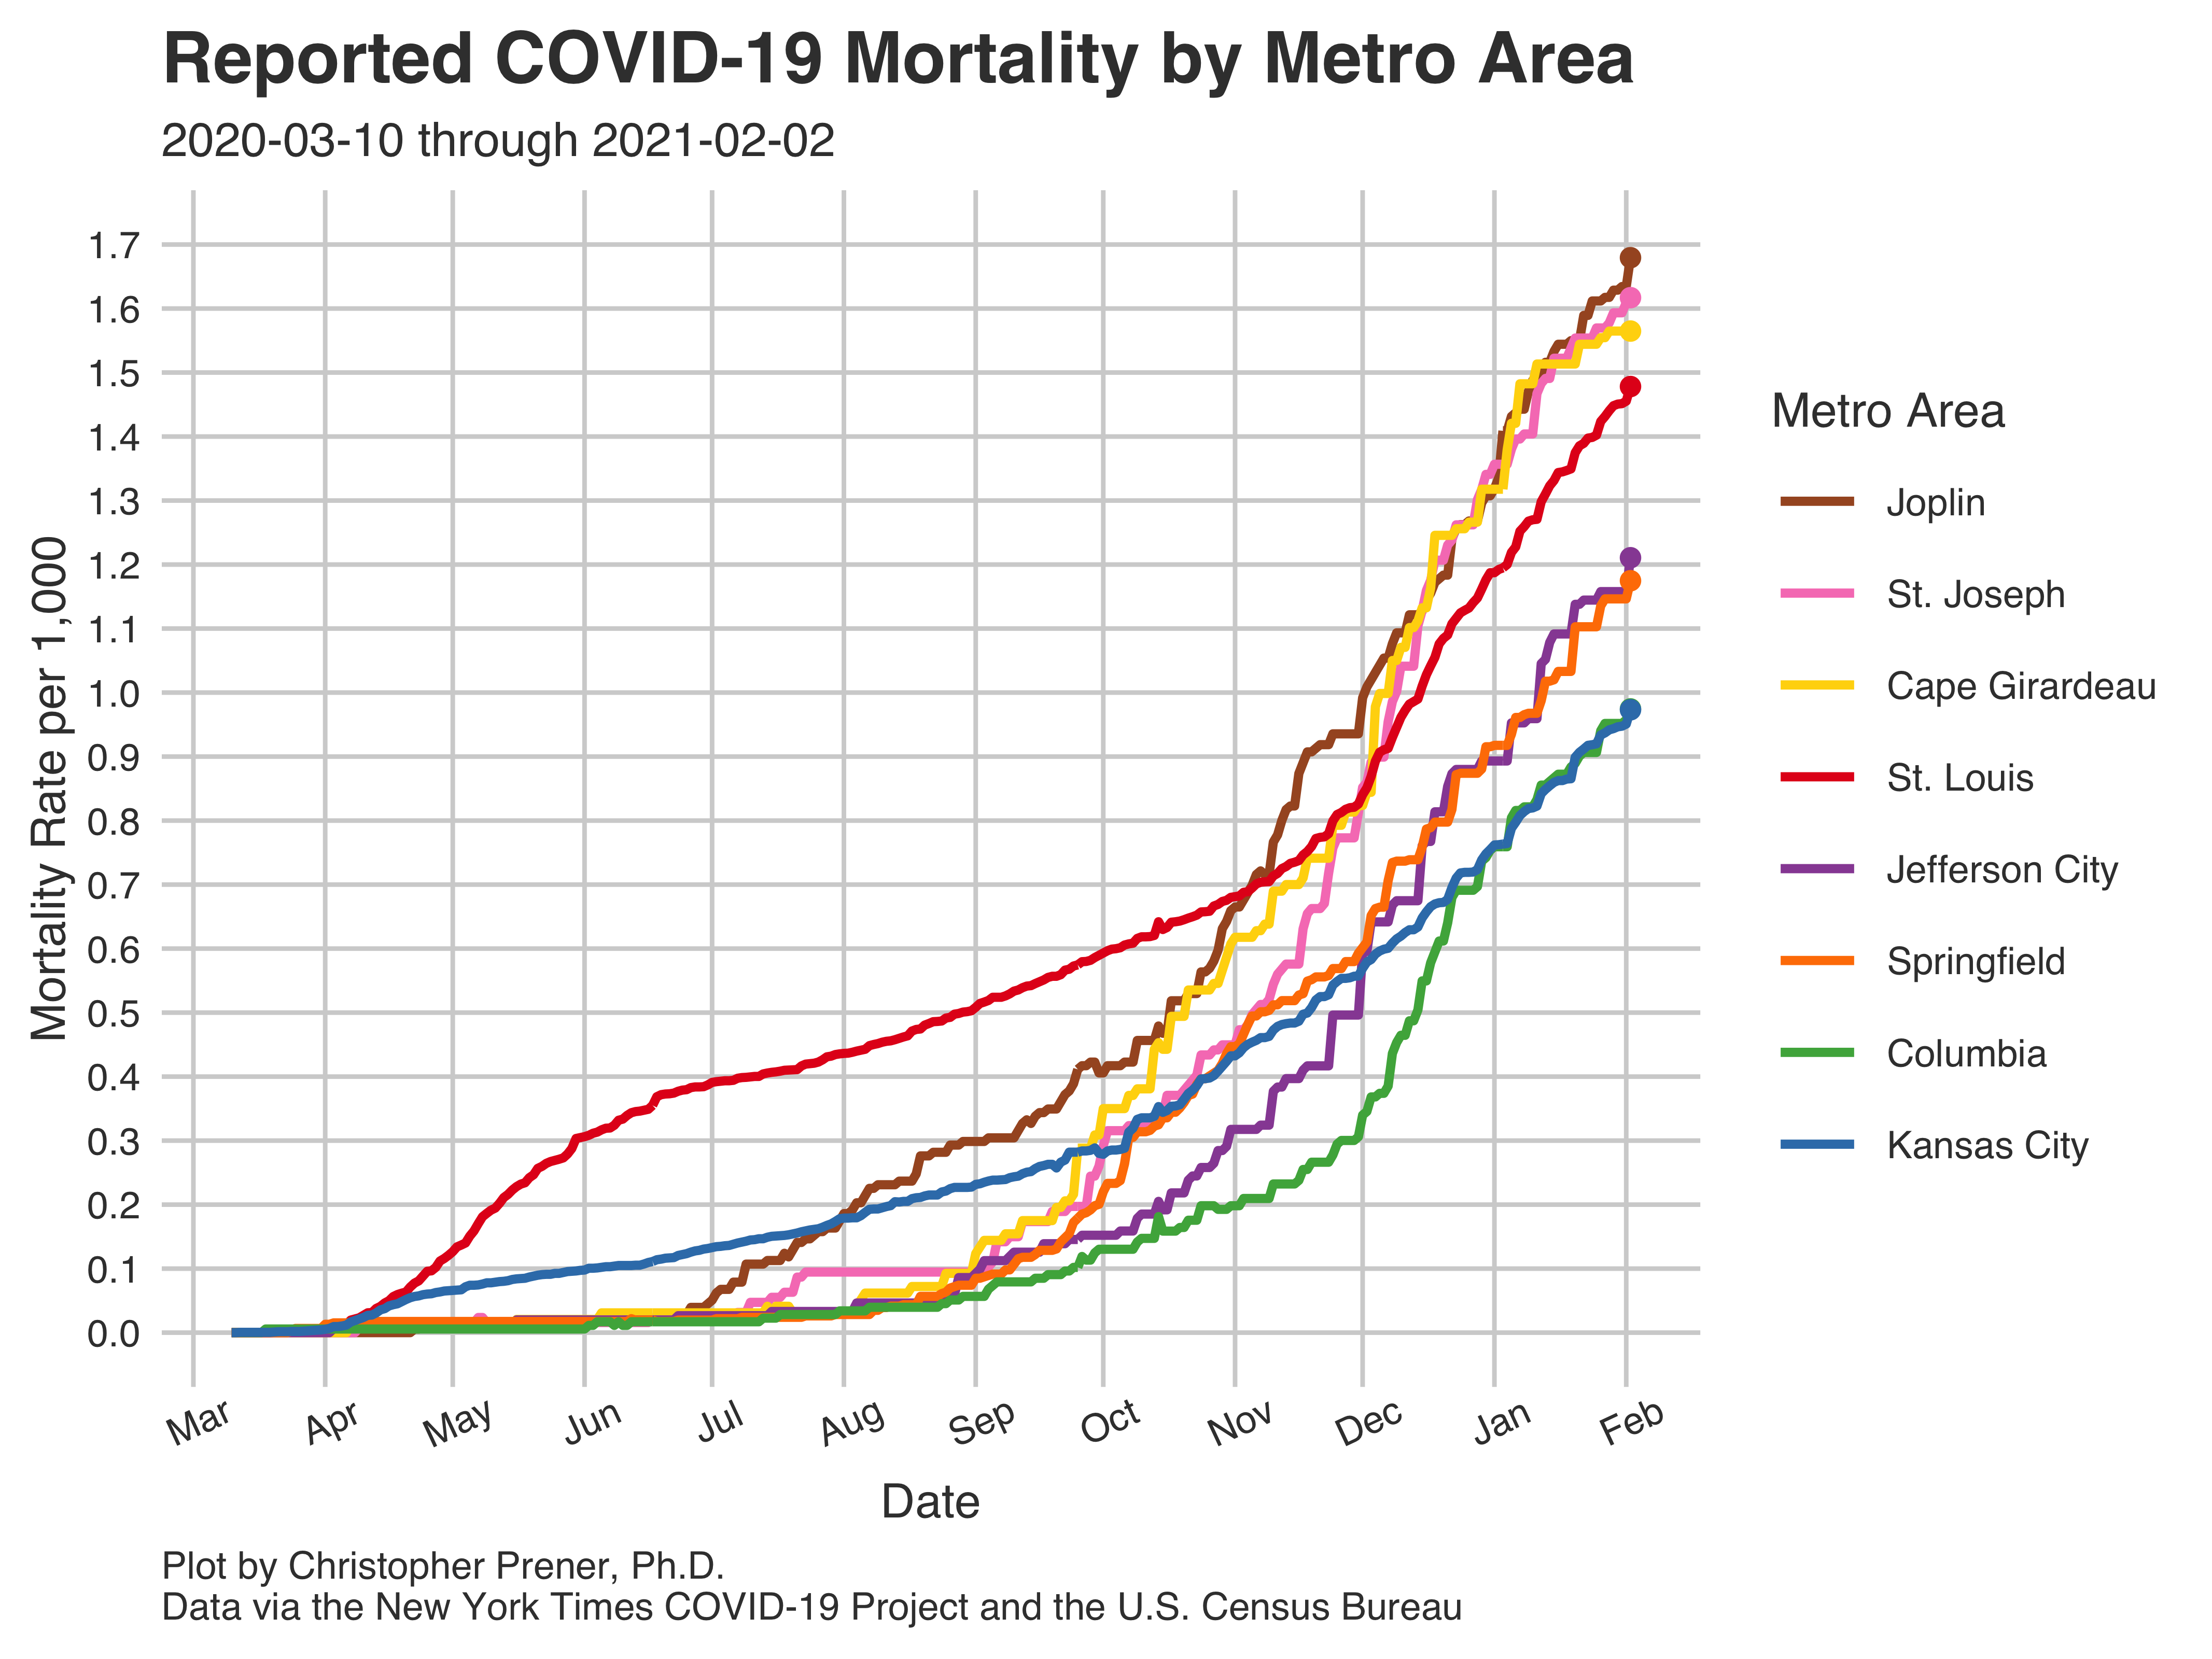 Reported COVID-19 Mortality by Metro Area
2020-03-10 through 2021-02-02
Mortality Rate per 1,000
1.7
1.6
1.5
1.4
1.3
1.2
1.1
1.0
0.9
0.8
0.7
0.6
0.5
0.4
0.3
0.2
0.1
0.0
Mar Apr May Jun Jul Aug Sep Oct Nov Dec Jan Feb
Date
Metro Area
Joplin
St. Joseph
Cape Girardeau
St. Louis
Jefferson City
Springfield
Columbia
Kansas City
Plot by Christopher Prener, Ph.D.
Data via the New York Times COVID-19 Project and the U.S. Census Bureau